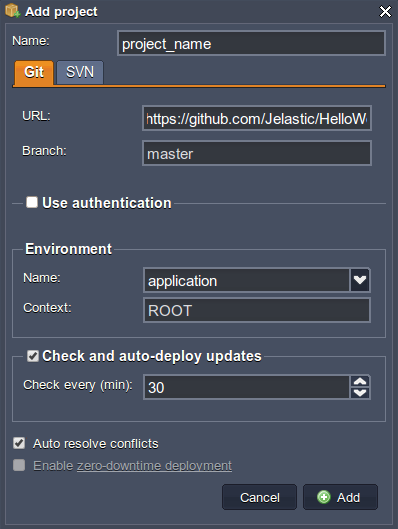 Add project
Name: project_name
Git SVN
URL: https://github.com/Jelastic/HelloW
Branch: master
Use authentication
Environment
Name: application
Context: ROOT
Check and auto-deploy updates
Check every (min): 30
Auto resolve conflicts
Enable zero-downtime deployment
Cancel Add